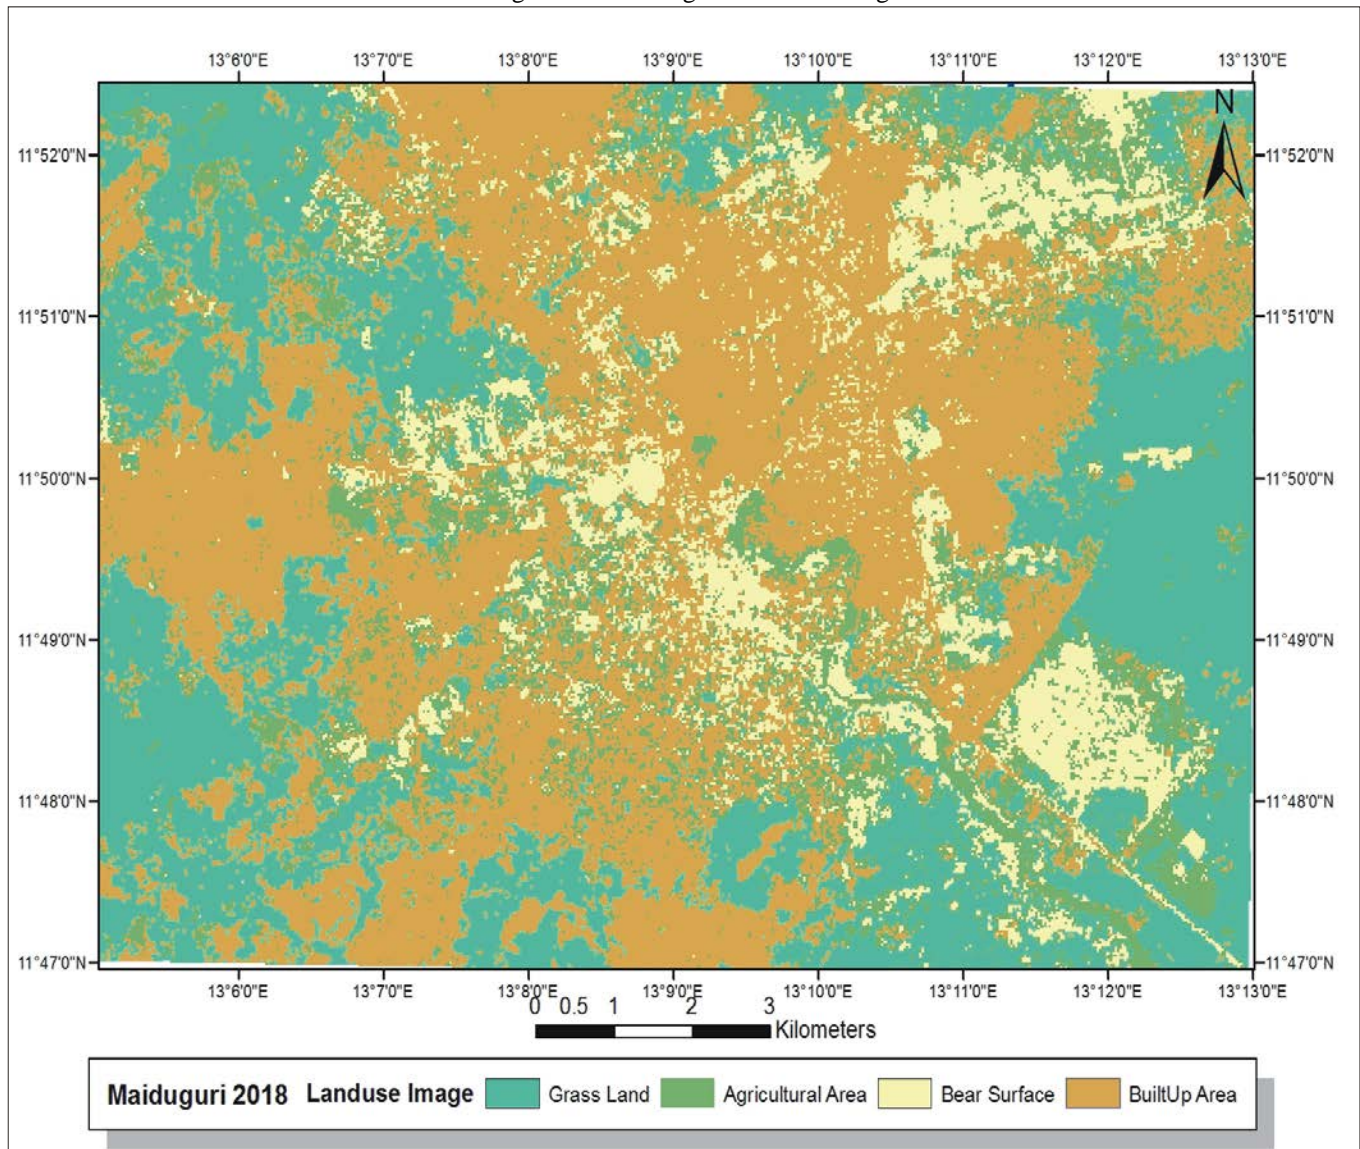 13°6'0"E 13°7'0"E 13°8'0"E 13°9'0"E 13°10'0"E 13°11'0"E 13°12'0"E 13°13'0"E
N
11°52'0"N 11°52'0"N
11°51'0"N 11°51'0"N
11°50'0"N 11°50'0"N
11°49'0"N 11°49'0"N
11°48'0"N 11°48'0"N
11°47'0"N 11°47'0"N
13°6'0"E 13°7'0"E 13°8'0"E 13°9'0"E 13°10'0"E 13°11'0"E 13°12'0"E 13°13'0"E
0 0.5 1 2 3
Kilometers
Maiduguri 2018 Landuse Image Grass Land Agricultural Area Bear Surface BuiltUp Area